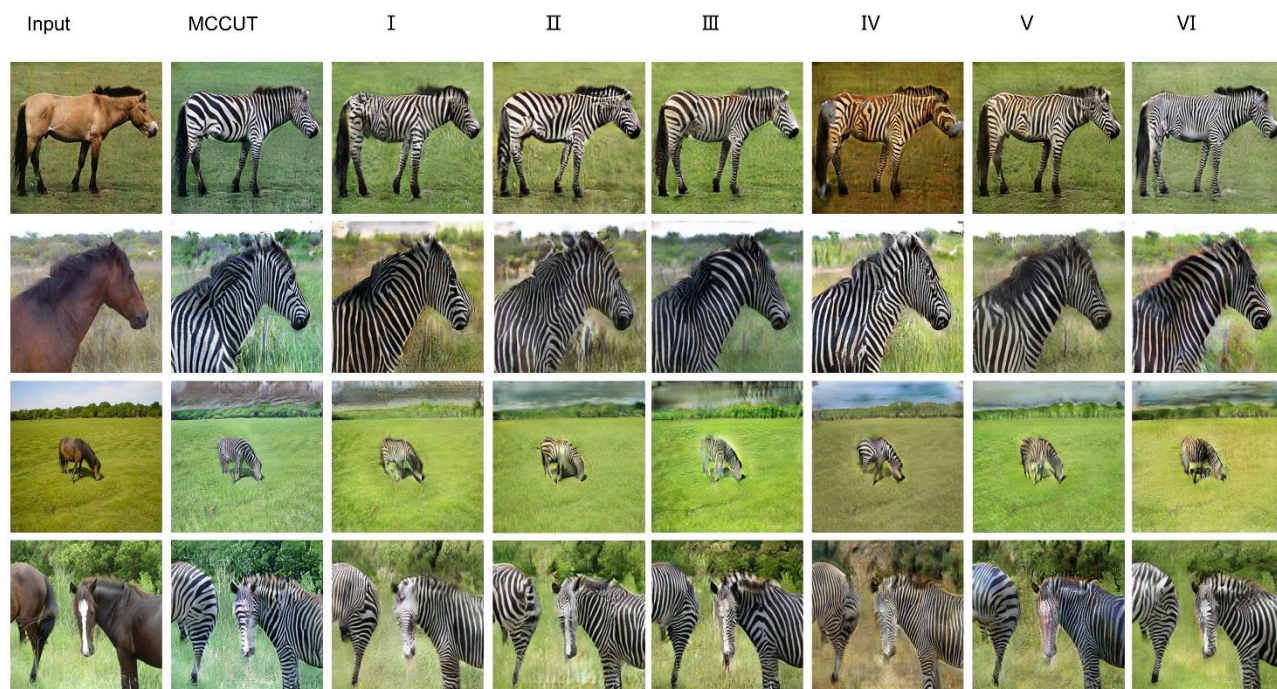 Input MCCUT Ⅰ Ⅱ Ⅲ Ⅳ Ⅴ Ⅵ